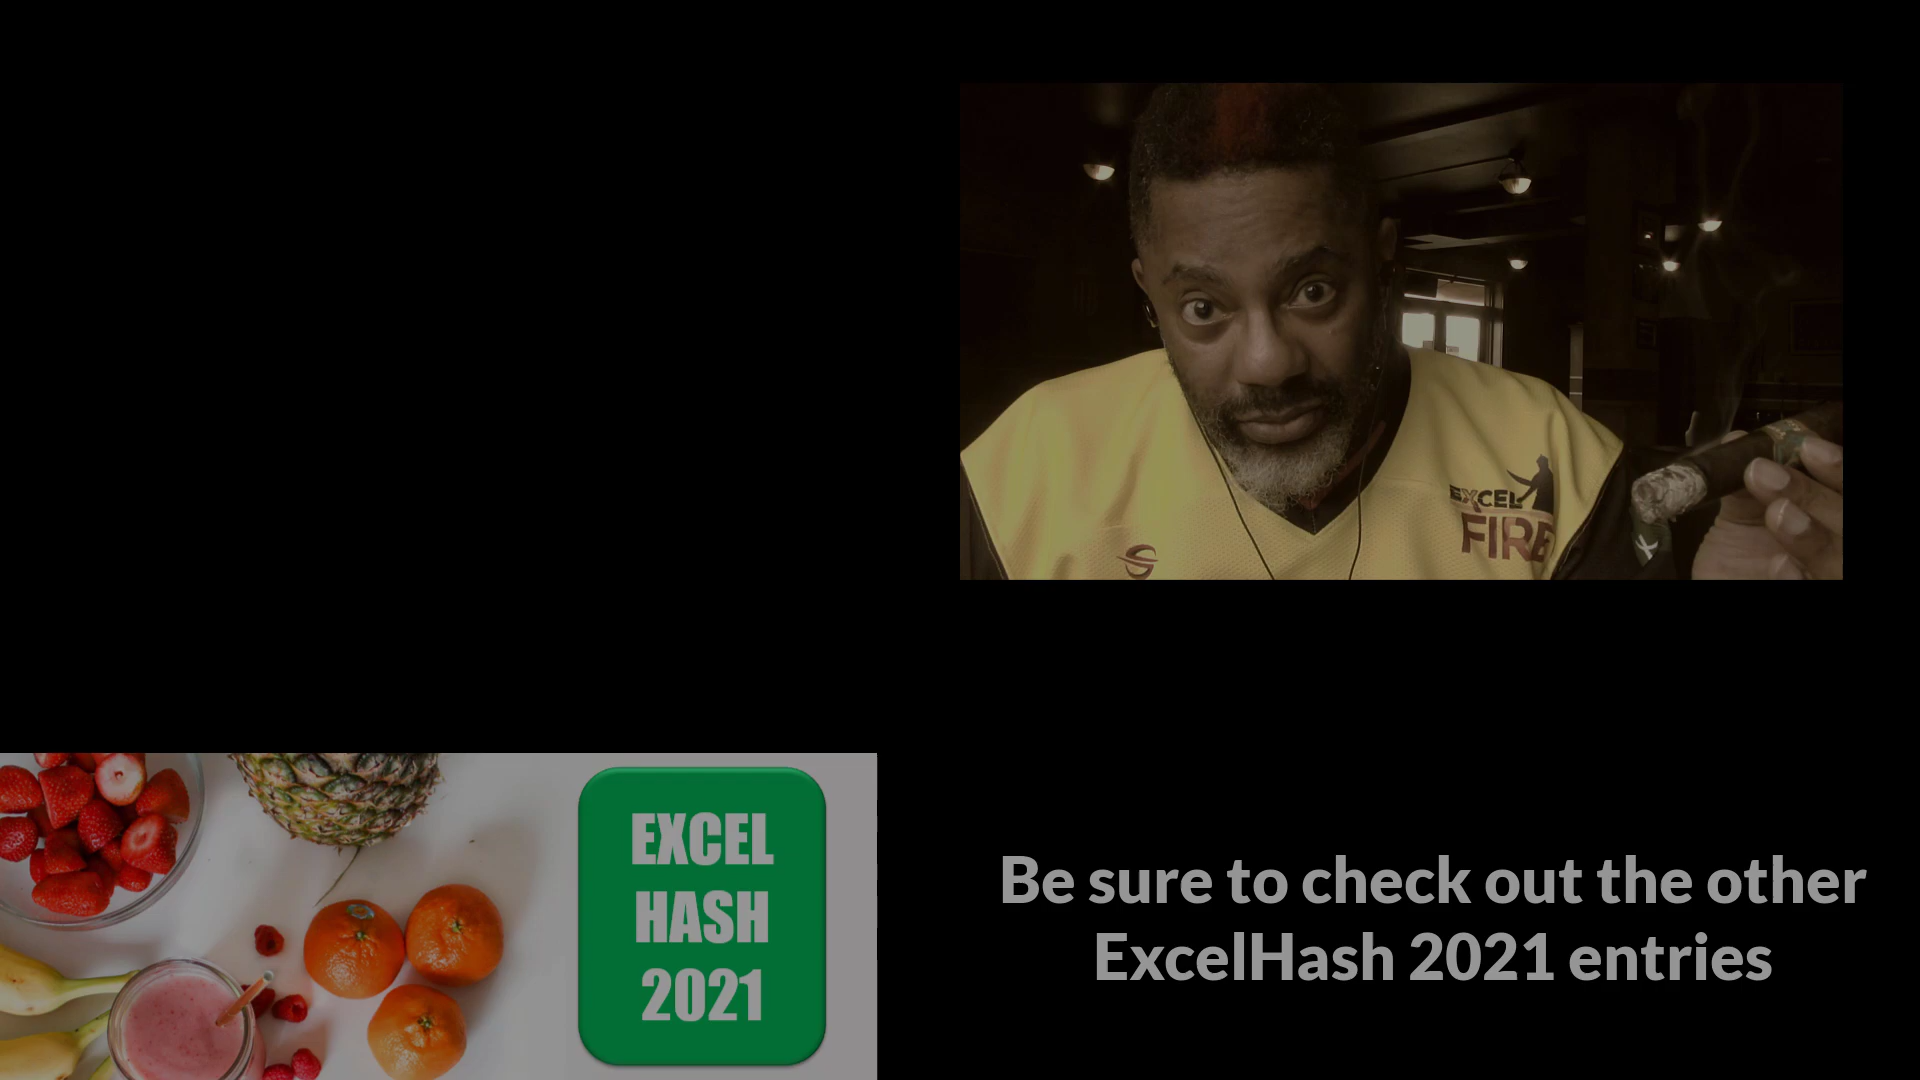 EXCEL
FIRE
EXCEL
HASH
2021
Be sure to check out the other
ExcelHash 2021 entries